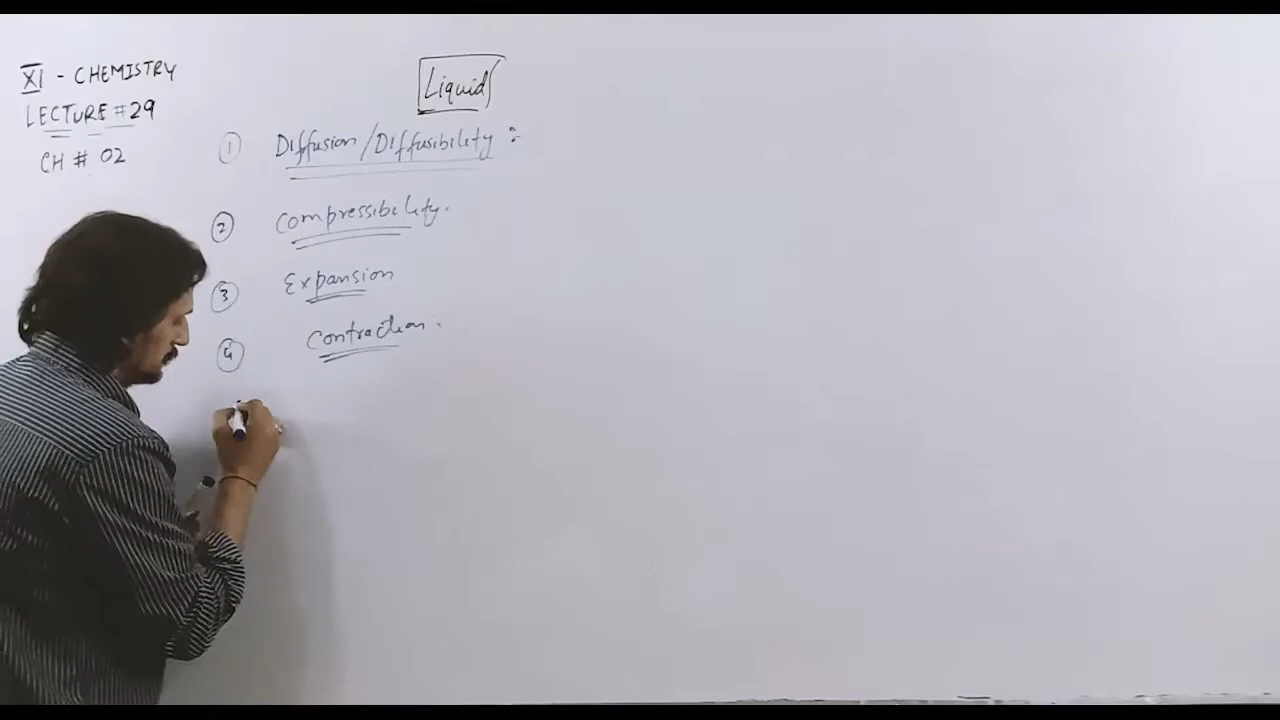 XI - CHEMISTRY
LECTURE #29
CH # 02
Liquid
1 Diffusion/Diffusibility :
2 Compressibility.
3 Expansion
4 Contraction.